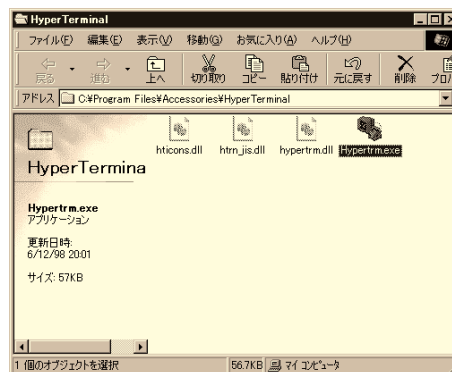 HyperTerminal
ファイル(F) 編集(E) 表示(V) 移動(G) お気に入り(A) ヘルプ(H)
戻る 進む 上へ 切り取り コピー 貼り付け 元に戻す 削除 プロパ
アドレス C:¥Program Files¥Accessories¥HyperTerminal
hticons.dll htrn_jis.dll hypertrm.dll Hypertrm.exe
HyperTermina
Hypertrm.exe
アプリケーション
更新日時:
6/12/98 20:01
サイズ: 57KB
1 個のオブジェクトを選択 56.7KB マイ コンピュータ